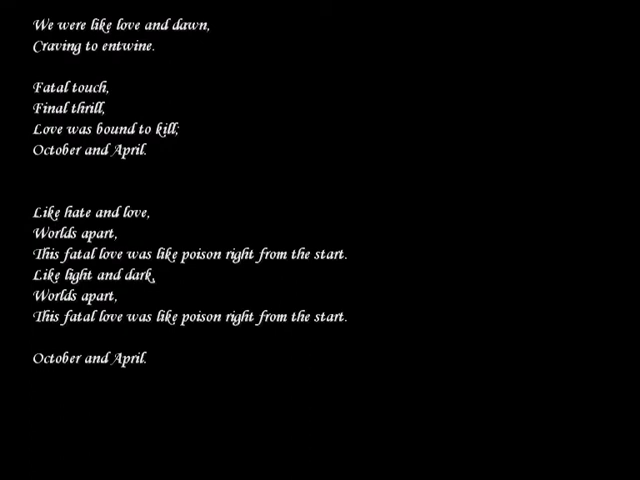 We were like love and dawn,
Craving to entwine.
Fatal touch,
Final thrill,
Love was bound to kill;
October and April.
Like hate and love,
Worlds apart,
This fatal love was like poison right from the start.
Like light and dark,
Worlds apart,
This fatal love was like poison right from the start.
October and April.